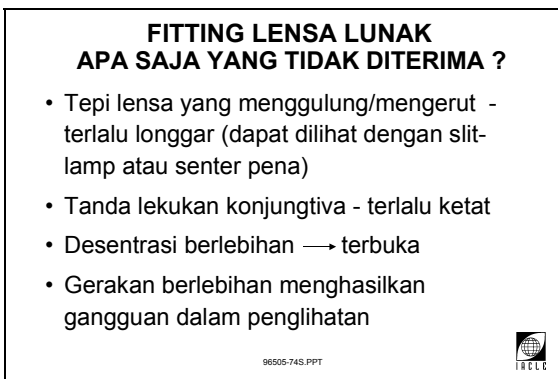 FITTING LENSA LUNAK
APA SAJA YANG TIDAK DITERIMA ?
• Tepi lensa yang menggulung/mengerut -
terlalu longgar (dapat dilihat dengan slit-
lamp atau senter pena)
• Tanda lekukan konjungtiva - terlalu ketat
• Desentrasi berlebihan → terbuka
• Gerakan berlebihan menghasilkan
gangguan dalam penglihatan
96505-74S.PPT
IACLE